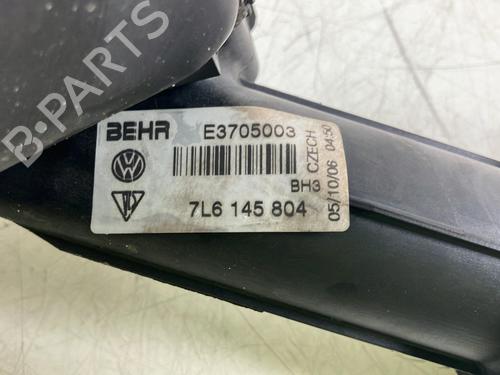 B-PARTS
BEHR E3705003
BH3
7L6 145 804
CZECH
05/10/06 04:50